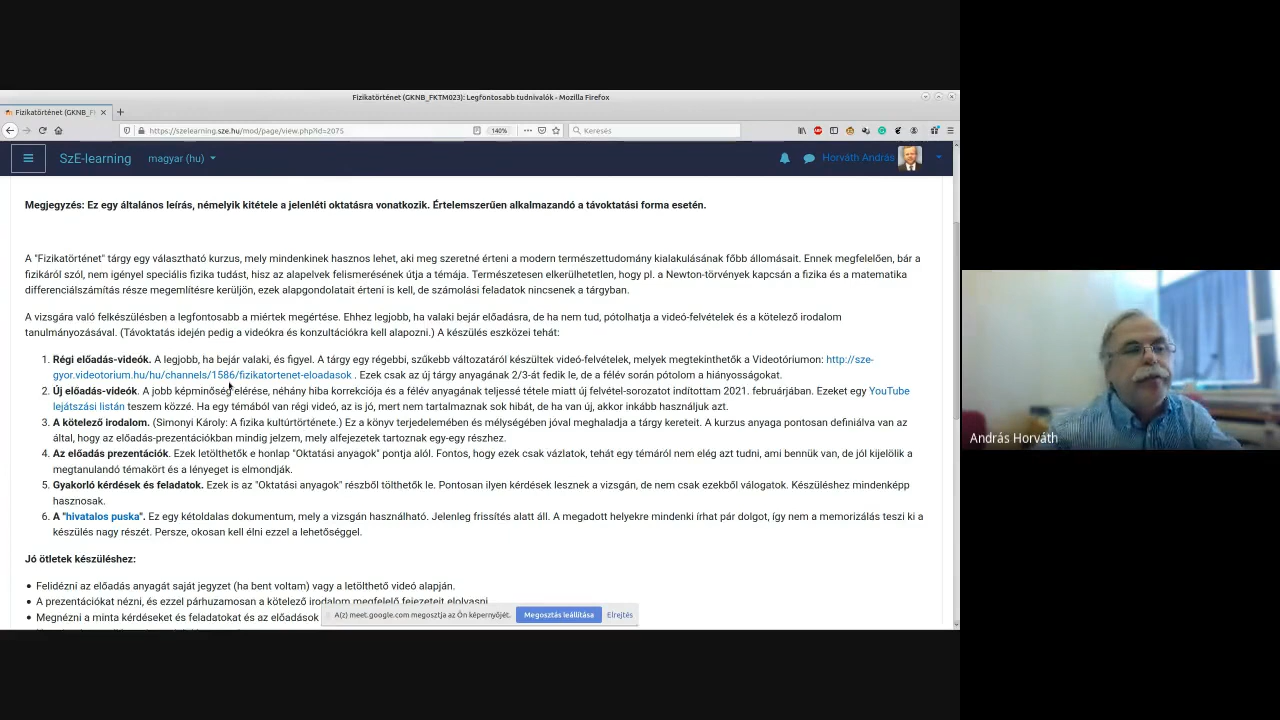 Fizikatörténet (GKNB_FKTM023): Legfontosabb tudnivalók - Mozilla Firefox
Fizikatörténet (GKNB_F
https://szelearning.sze.hu/mod/page/view.php?id=2075
140%
Keresés
SzE-learning
magyar (hu)
Horváth András
Megjegyzés: Ez egy általános leírás, némelyik kitétele a jelenléti oktatásra vonatkozik. Értelemszerűen alkalmazandó a távoktatási forma esetén.
A "Fizikatörténet" tárgy egy választható kurzus, mely mindenkinek hasznos lehet, aki meg szeretné érteni a modern természettudomány kialakulásának főbb állomásait. Ennek megfelelően, bár a
fizikáról szól, nem igényel speciális fizika tudást, hisz az alapelvek felismerésének útja a témája. Természetesen elkerülhetetlen, hogy pl. a Newton-törvények kapcsán a fizika és a matematika
differenciálszámítás része megemlítésre kerüljön, ezek alapgondolatait érteni is kell, de számolási feladatok nincsenek a tárgyban.
A vizsgára való felkészülésben a legfontosabb a miértek megértése. Ehhez legjobb, ha valaki bejár előadásra, de ha nem tud, pótolhatja a videó-felvételek és a kötelező irodalom
tanulmányozásával. (Távoktatás idején pedig a videókra és konzultációkra kell alapozni.) A készülés eszközei tehát:
1. Régi előadás-videók. A legjobb, ha bejár valaki, és figyel. A tárgy egy régebbi, szűkebb változatáról készültek videó-felvételek, melyek megtekinthetők a Videotóriumon: http://sze-
gyor.videotorium.hu/hu/channels/1586/fizikatortenet-eloadasok . Ezek csak az új tárgy anyagának 2/3-át fedik le, de a félév során pótolom a hiányosságokat.
2. Új előadás-videók. A jobb képminőség elérése, néhány hiba korrekciója és a félév anyagának teljessé tétele miatt új felvétel-sorozatot indítottam 2021. februárjában. Ezeket egy YouTube
lejátszási listán teszem közzé. Ha egy témából van régi videó, az is jó, mert nem tartalmaznak sok hibát, de ha van új, akkor inkább használjuk azt.
3. A kötelező irodalom. (Simonyi Károly: A fizika kultúrtörténete.) Ez a könyv terjedelmében és mélységében jóval meghaladja a tárgy kereteit. A kurzus anyaga pontosan definiálva van az
által, hogy az előadás-prezentációkban mindig jelzem, mely alfejezetek tartoznak egy-egy részhez.
4. Az előadás prezentációk. Ezek letölthetők e honlap "Oktatási anyagok" pontja alól. Fontos, hogy ezek csak vázlatok, tehát egy témáról nem elég azt tudni, ami bennük van, de jól kijelölik a
megtanulandó témakört és a lényeget is elmondják.
5. Gyakorló kérdések és feladatok. Ezek is az "Oktatási anyagok" részből tölthetők le. Pontosan ilyen kérdések lesznek a vizsgán, de nem csak ezekből válogatok. Készüléshez mindenképp
hasznosak.
6. A "hivatalos puska". Ez egy kétoldalas dokumentum, mely a vizsgán használható. Jelenleg frissítés alatt áll. A megadott helyekre mindenki írhat pár dolgot, így nem a memorizálás teszi ki a
készülés nagy részét. Persze, okosan kell élni ezzel a lehetőséggel.
Jó ötletek készüléshez:
• Felidézni az előadás anyagát saját jegyzet (ha bent voltam) vagy a letölthető videó alapján.
• A prezentációkat nézni, és ezzel párhuzamosan a kötelező irodalom megfelelő fejezeteit elolvasni
• Megnézni a minta kérdéseket és feladatokat és az előadások
A(z) meet.google.com megosztja az Ön képernyőjét.
Megosztás leállítása
Elrejtés
András Horváth